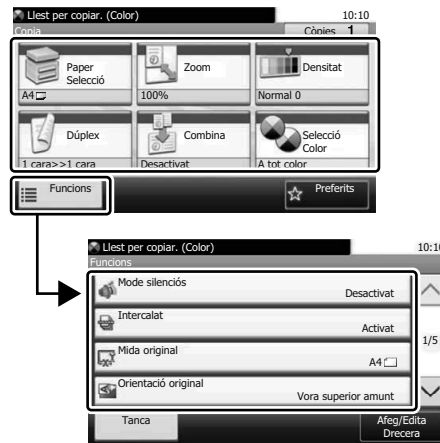 Llest per copiar. (Color) 10:10
Copia Còpies 1
Paper Selecció
A4
Zoom
100%
Densitat
Normal 0
Dúplex
1 cara>>1 cara
Combina
Desactivat
Selecció Color
A tot color
Funcions
Preferits
Llest per copiar. (Color) 10:10
Funcions
Mode silenciós
Desactivat
Intercalat
Activat
1/5
Mida original
A4
Orientació original
Vora superior amunt
Tanca
Afeg/Edita
Drecera